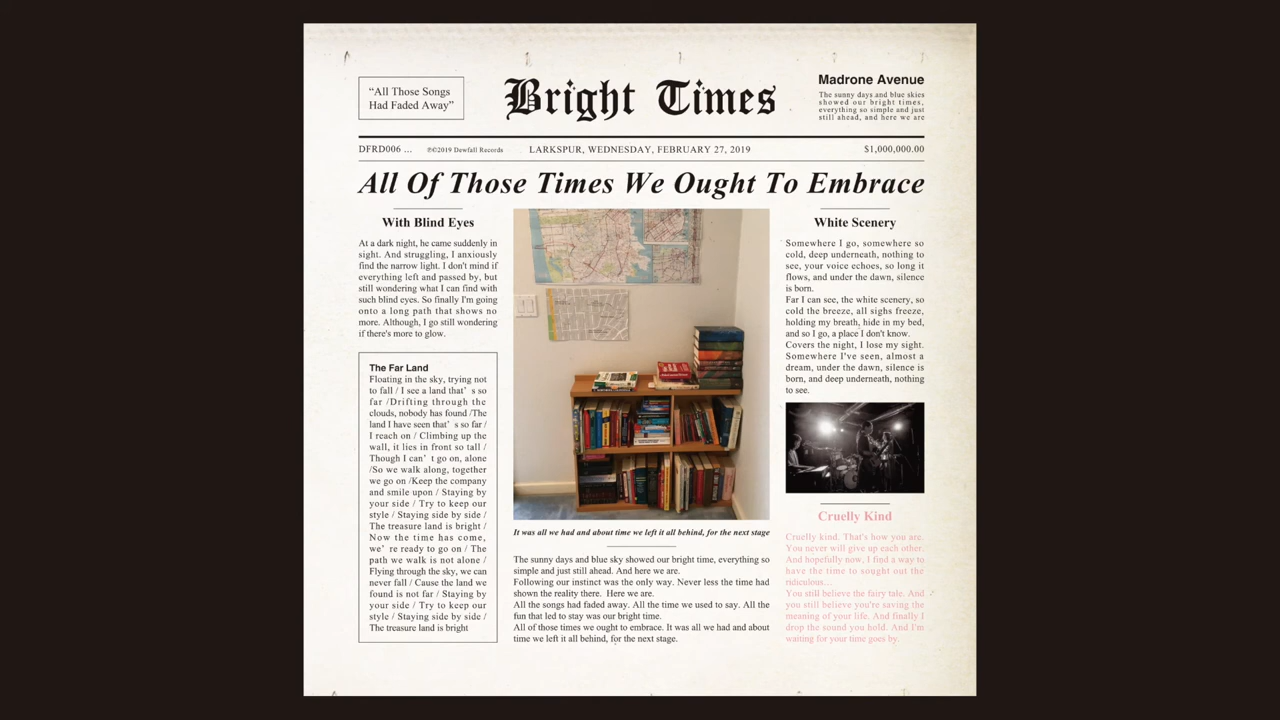 “All Those Songs
Had Faded Away”
Bright Times
Madrone Avenue
The sunny days and blue skies
showed our bright times,
everything so simple and just
still ahead, and here we are
DFRD006 ...
℗©2019 Dewfall Records
LARKSPUR, WEDNESDAY, FEBRUARY 27, 2019
$1,000,000.00
All Of Those Times We Ought To Embrace
With Blind Eyes
At a dark night, he came suddenly in
sight. And struggling, I anxiously
find the narrow light. I don't mind if
everything left and passed by, but
still wondering what I can find with
such blind eyes. So finally I'm going
onto a long path that shows no
more. Although, I go still wondering
if there's more to glow.
The Far Land
Floating in the sky, trying not
to fall / I see a land that’s so
far /Drifting through the
clouds, nobody has found /The
land I have seen that’s so far /
I reach on / Climbing up the
wall, it lies in front so tall /
Though I can’t go on, alone
/So we walk along, together
we go on /Keep the company
and smile upon / Staying by
your side / Try to keep our
style / Staying side by side /
The treasure land is bright /
Now the time has come,
we’re ready to go on / The
path we walk is not alone /
Flying through the sky, we can
never fall / Cause the land we
found is not far / Staying by
your side / Try to keep our
style / Staying side by side /
The treasure land is bright
It was all we had and about time we left it all behind, for the next stage
The sunny days and blue sky showed our bright time, everything so
simple and just still ahead. And here we are.
Following our instinct was the only way. Never less the time had
shown the reality there. Here we are.
All the songs had faded away. All the time we used to say. All the
fun that led to stay was our bright time.
All of those times we ought to embrace. It was all we had and about
time we left it all behind, for the next stage.
White Scenery
Somewhere I go, somewhere so
cold, deep underneath, nothing to
see, your voice echoes, so long it
flows, and under the dawn, silence
is born.
Far I can see, the white scenery, so
cold the breeze, all sighs freeze,
holding my breath, hide in my bed,
and so I go, a place I don't know.
Covers the night, I lose my sight.
Somewhere I've seen, almost a
dream, under the dawn, silence is
born, and deep underneath, nothing
to see.
Cruelly Kind
Cruelly kind. That's how you are.
You never will give up each other.
And hopefully now, I find a way to
have the time to sought out the
ridiculous…
You still believe the fairy tale. And
you still believe you're saving the
meaning of your life. And finally I
drop the sound you hold. And I'm
waiting for your time goes by.